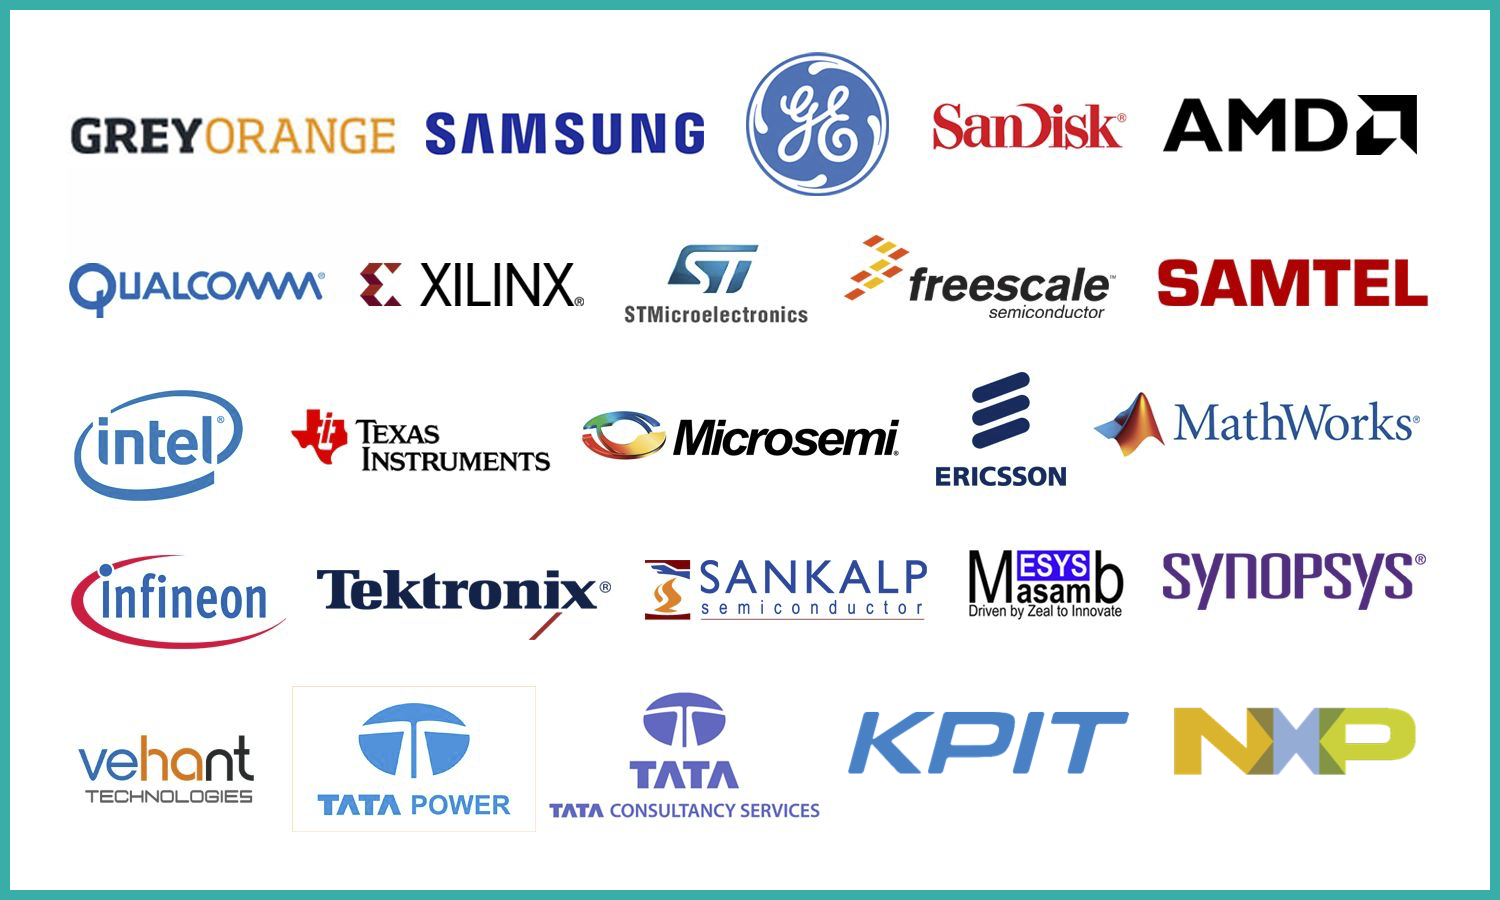 GREYORANGE
SAMSUNG
GE
SanDisk®
AMD
QUALCOMM®
XILINX®
ST
STMicroelectronics
freescale™
semiconductor
SAMTEL
intel®
TEXAS
INSTRUMENTS
Microsemi®
ERICSSON
MathWorks®
infineon
Tektronix®
SANKALP
semiconductor
MESYS
Masamb
Driven by Zeal to Innovate
SYNOPSYS®
vehant
TECHNOLOGIES
TATA POWER
TATA
TATA CONSULTANCY SERVICES
KPIT
NXP